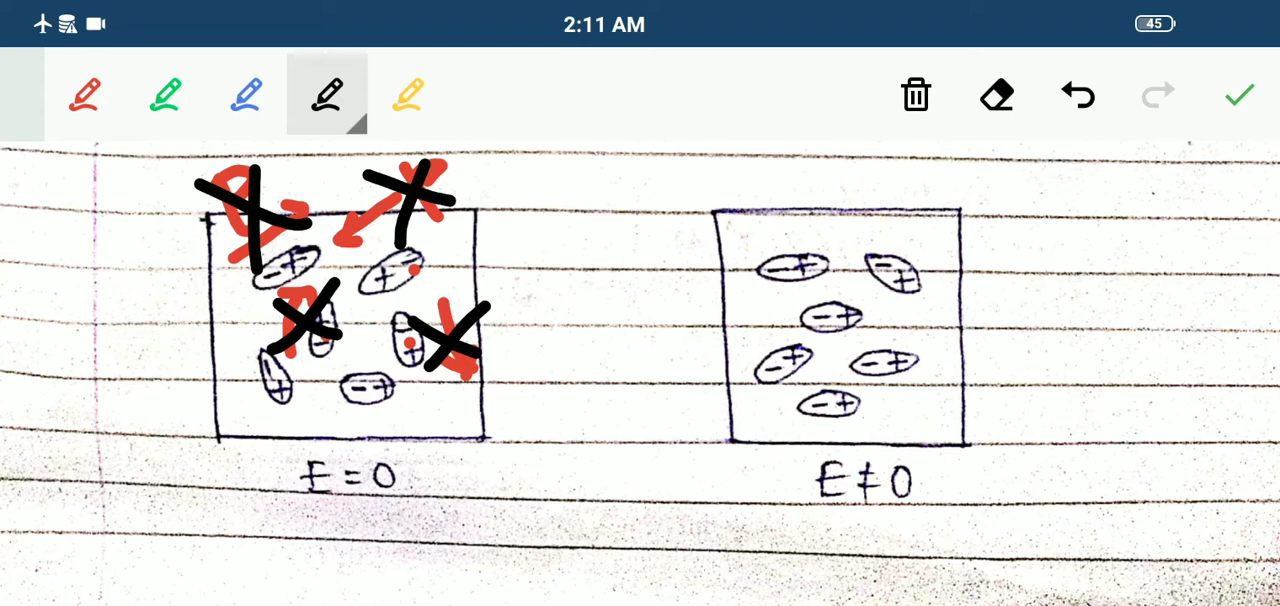 2:11 AM
45
- + + -
+ -
- +
+ - +
- + - +
- +
- + - +
- +
E = 0 E ≠ 0